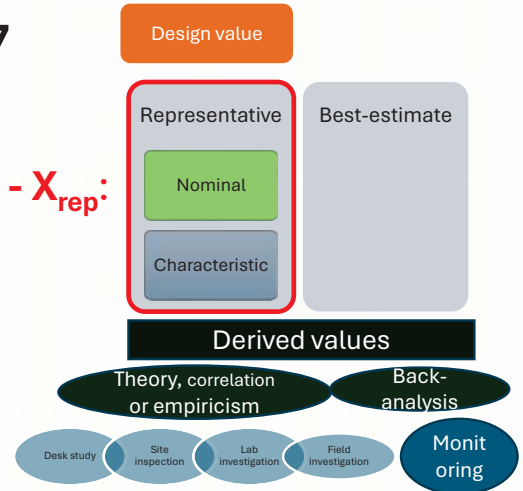 7
Design value
Representative
Best-estimate
- Xrep:
Nominal
Characteristic
Derived values
Theory, correlation
or empiricism
Back-
analysis
Desk study
Site
inspection
Lab
investigation
Field
investigation
Monit
oring